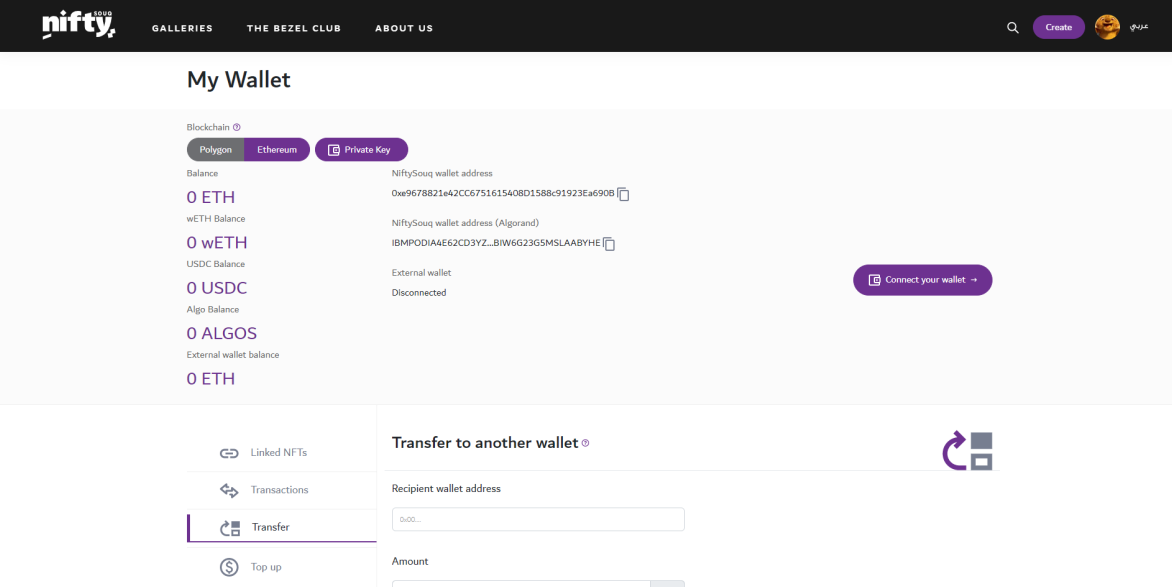 nifty SOUQ
GALLERIES
THE BEZEL CLUB
ABOUT US
Create
عربي
My Wallet
Blockchain
Polygon
Ethereum
Private Key
Balance
0 ETH
wETH Balance
0 wETH
USDC Balance
0 USDC
Algo Balance
0 ALGOS
External wallet balance
0 ETH
NiftySouq wallet address
0xe9678821e42CC6751615408D1588c91923Ea690B
NiftySouq wallet address (Algorand)
IBMPODIA4E62CD3YZ...BIW6G23G5MSLAABYHE
External wallet
Disconnected
Connect your wallet →
Linked NFTs
Transactions
Transfer
Top up
Transfer to another wallet
Recipient wallet address
0x00...
Amount